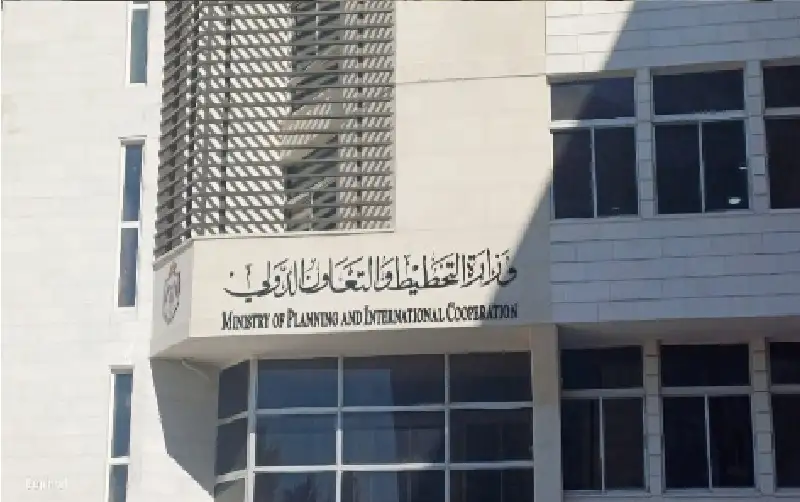 وزارة التخطيط والتعاون الدولي
MINISTRY OF PLANNING AND INTERNATIONAL COOPERATION